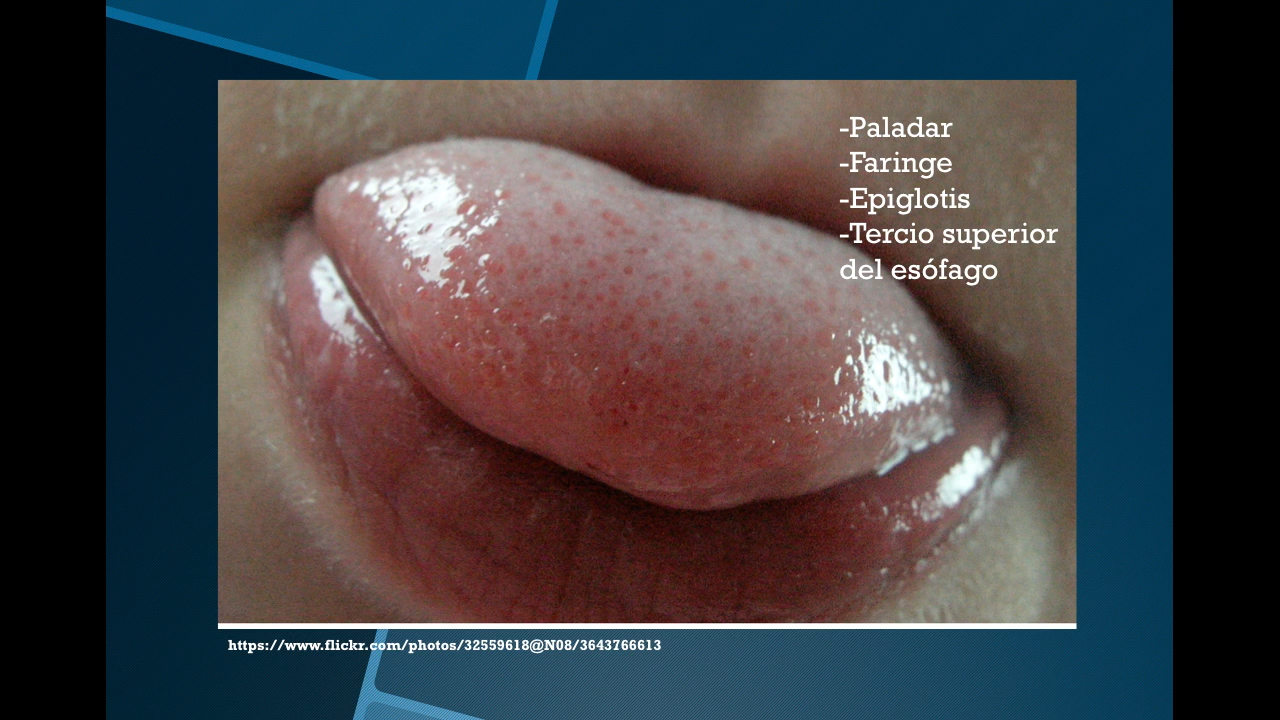 -Paladar
-Faringe
-Epiglotis
-Tercio superior
del esófago
https://www.flickr.com/photos/32559618@N08/3643766613